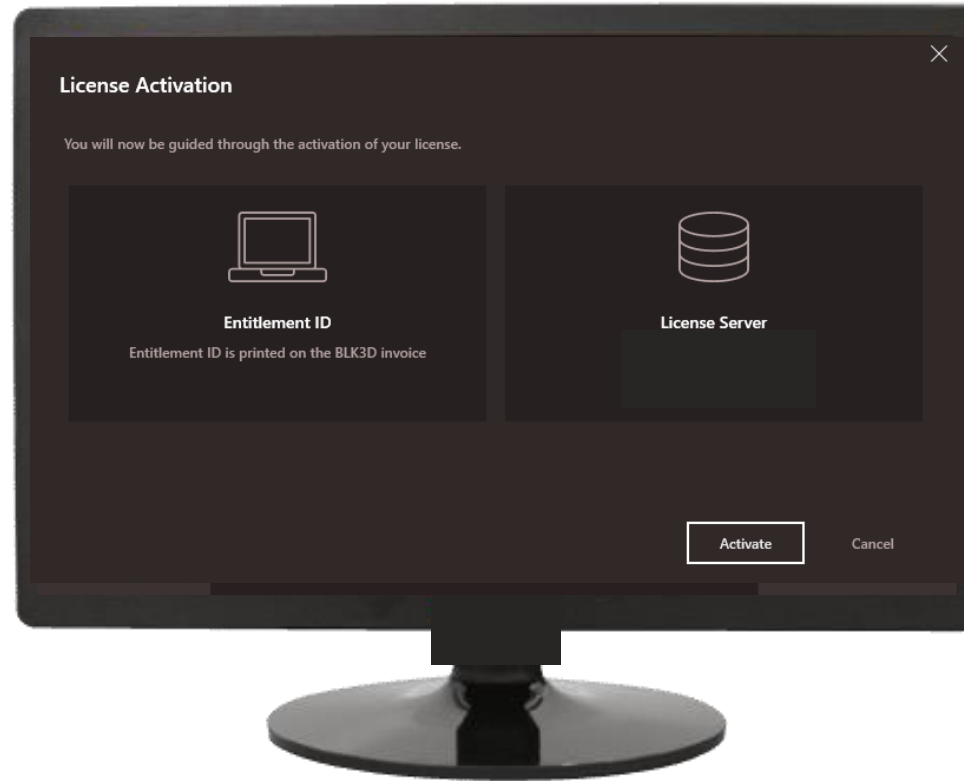 License Activation
You will now be guided through the activation of your license.
Entitlement ID
Entitlement ID is printed on the BLK3D invoice
License Server
Activate
Cancel